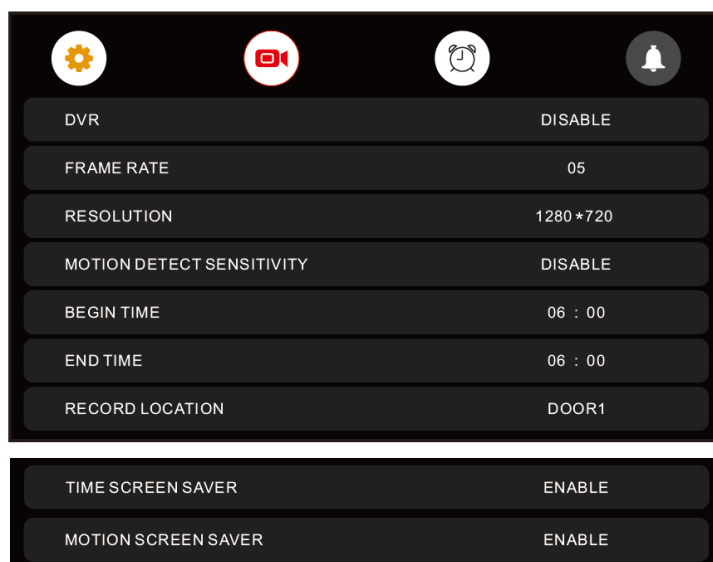 DVR DISABLE
FRAME RATE 05
RESOLUTION 1280*720
MOTION DETECT SENSITIVITY DISABLE
BEGIN TIME 06 : 00
END TIME 06 : 00
RECORD LOCATION DOOR1
TIME SCREEN SAVER ENABLE
MOTION SCREEN SAVER ENABLE